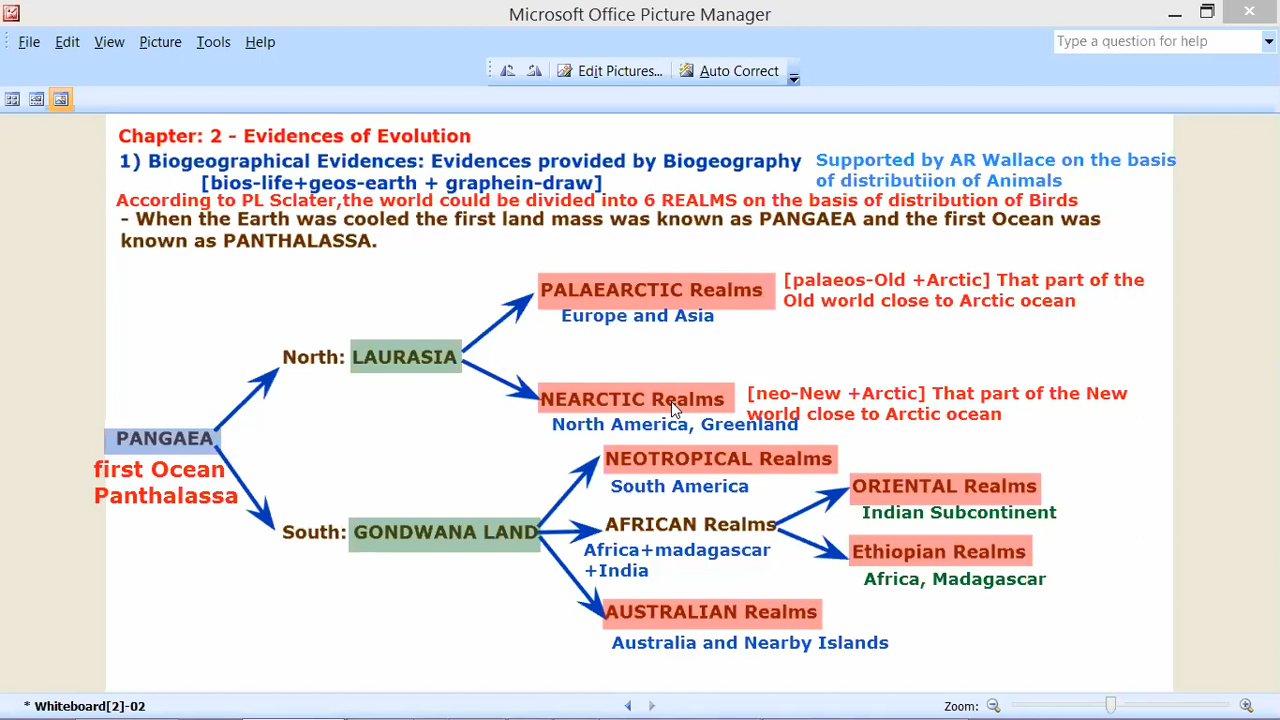 Microsoft Office Picture Manager
File Edit View Picture Tools Help
Type a question for help
Edit Pictures... Auto Correct
Chapter: 2 - Evidences of Evolution
1) Biogeographical Evidences: Evidences provided by Biogeography
[bios-life+geos-earth + graphein-draw]
Supported by AR Wallace on the basis
of distributiion of Animals
According to PL Sclater,the world could be divided into 6 REALMS on the basis of distribution of Birds
- When the Earth was cooled the first land mass was known as PANGAEA and the first Ocean was
known as PANTHALASSA.
PALAEARCTIC Realms
Europe and Asia
[palaeos-Old +Arctic] That part of the
Old world close to Arctic ocean
North: LAURASIA
NEARCTIC Realms
North America, Greenland
[neo-New +Arctic] That part of the New
world close to Arctic ocean
PANGAEA
first Ocean
Panthalassa
NEOTROPICAL Realms
South America
ORIENTAL Realms
Indian Subcontinent
South: GONDWANA LAND
AFRICAN Realms
Africa+madagascar
+India
Ethiopian Realms
Africa, Madagascar
AUSTRALIAN Realms
Australia and Nearby Islands
* Whiteboard[2]-02
Zoom: